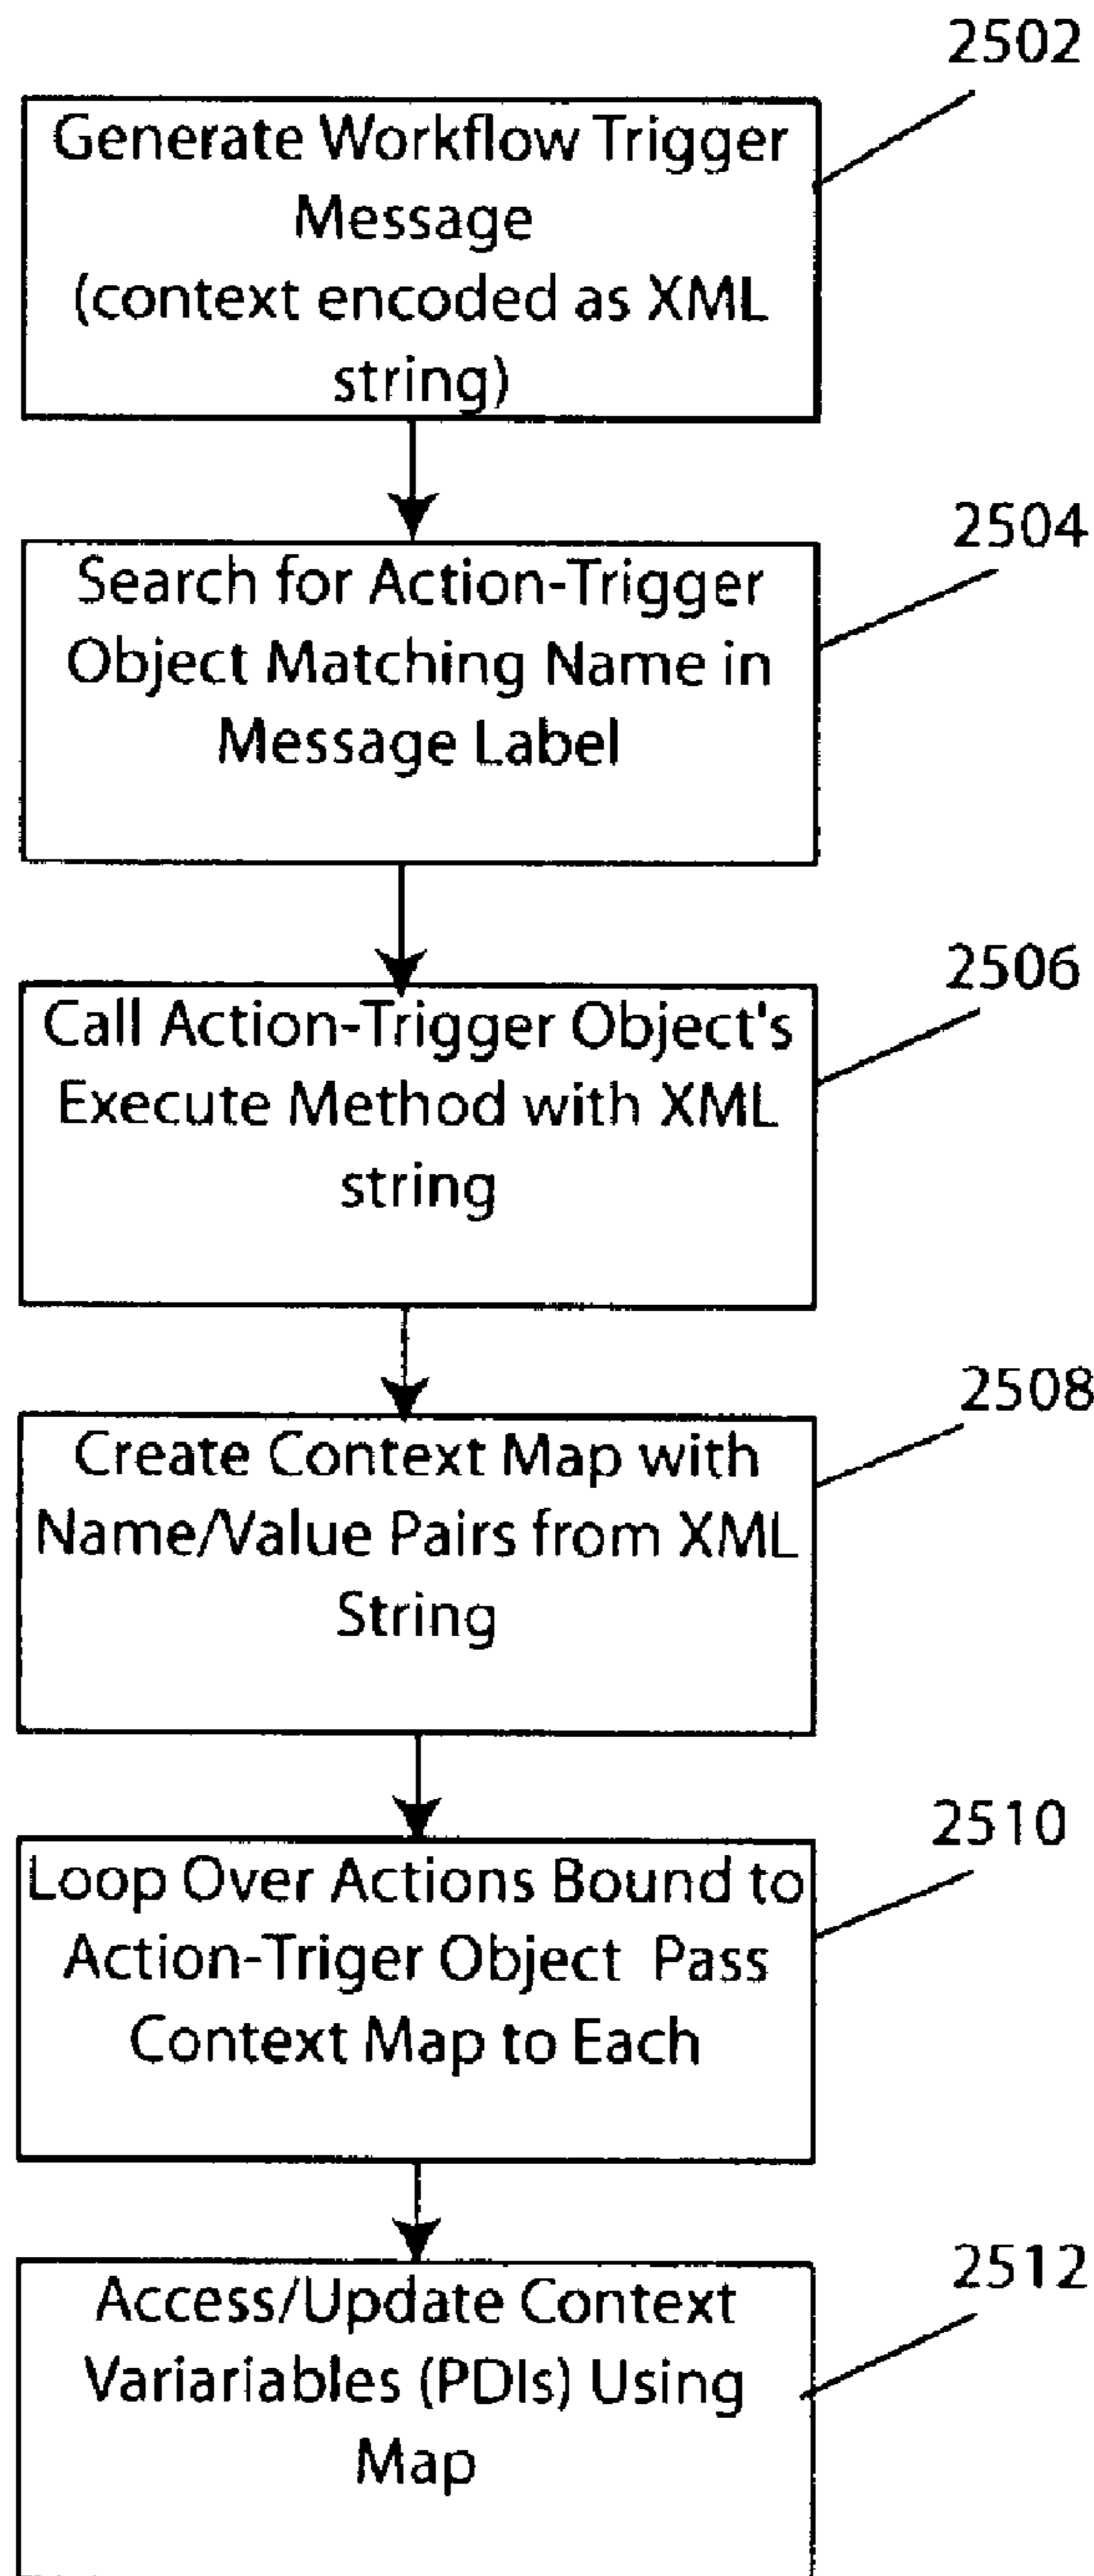 2502
Generate Workflow Trigger
Message
(context encoded as XML
string)
2504
Search for Action-Trigger
Object Matching Name in
Message Label
2506
Call Action-Trigger Object's
Execute Method with XML
string
2508
Create Context Map with
Name/Value Pairs from XML
String
2510
Loop Over Actions Bound to
Action-Triger Object Pass
Context Map to Each
2512
Access/Update Context
Variariables (PDIs) Using
Map